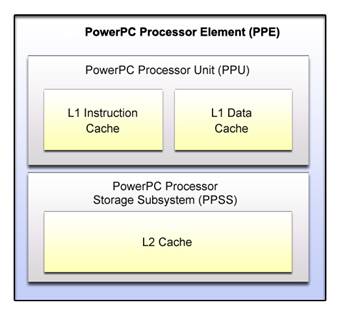 PowerPC Processor Element (PPE)
PowerPC Processor Unit (PPU)
L1 Instruction
Cache
L1 Data
Cache
PowerPC Processor
Storage Subsystem (PPSS)
L2 Cache